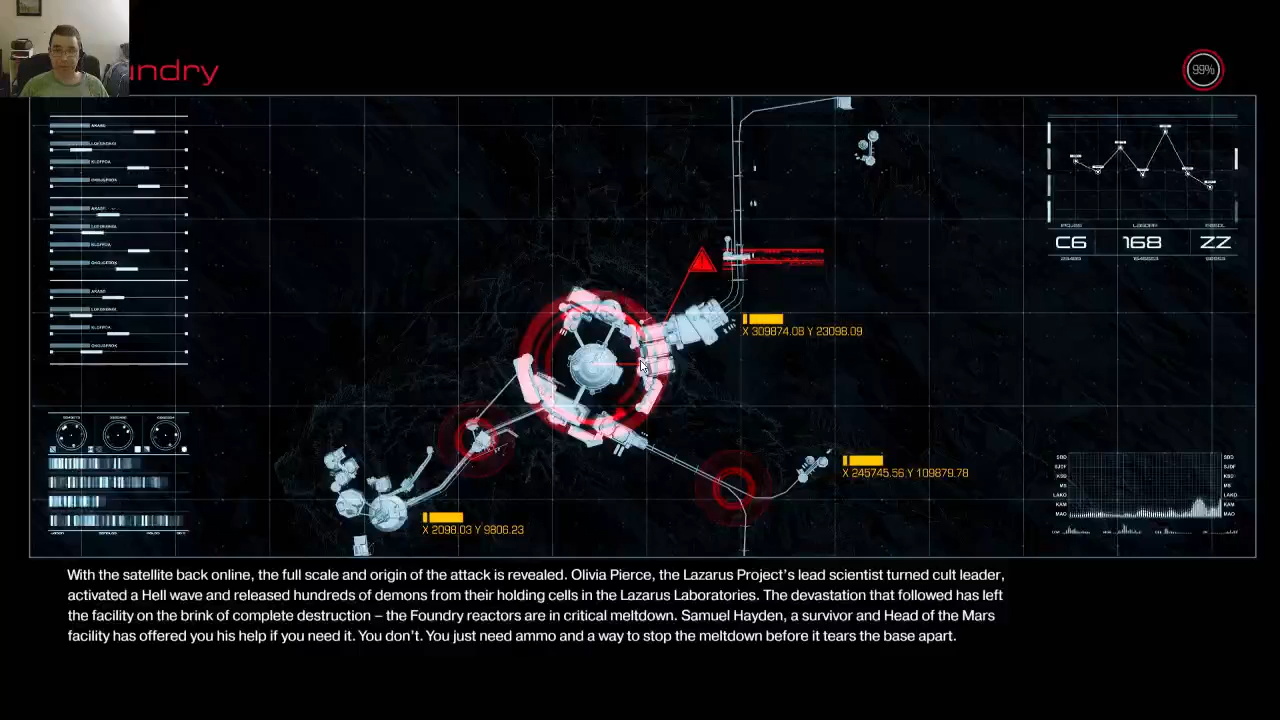 undry
99%
C6 168 ZZ
X 309874.08 Y 23098.09
X 245745.56 Y 109879.78
X 2098.03 Y 9806.23
With the satellite back online, the full scale and origin of the attack is revealed. Olivia Pierce, the Lazarus Project's lead scientist turned cult leader,
activated a Hell wave and released hundreds of demons from their holding cells in the Lazarus Laboratories. The devastation that followed has left
the facility on the brink of complete destruction – the Foundry reactors are in critical meltdown. Samuel Hayden, a survivor and Head of the Mars
facility has offered you his help if you need it. You don't. You just need ammo and a way to stop the meltdown before it tears the base apart.